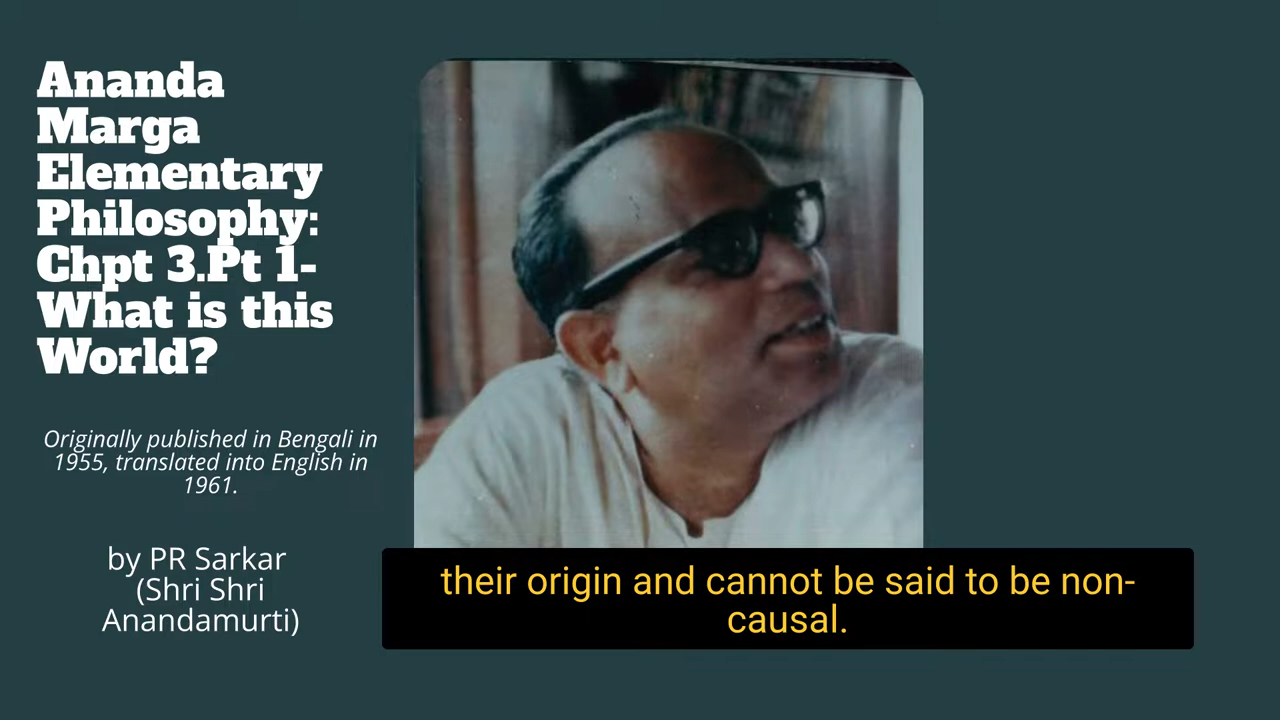 Ananda
Marga
Elementary
Philosophy:
Chpt 3.Pt 1-
What is this
World?
Originally published in Bengali in
1955, translated into English in
1961.
by PR Sarkar
(Shri Shri
Anandamurti)
their origin and cannot be said to be non-
causal.